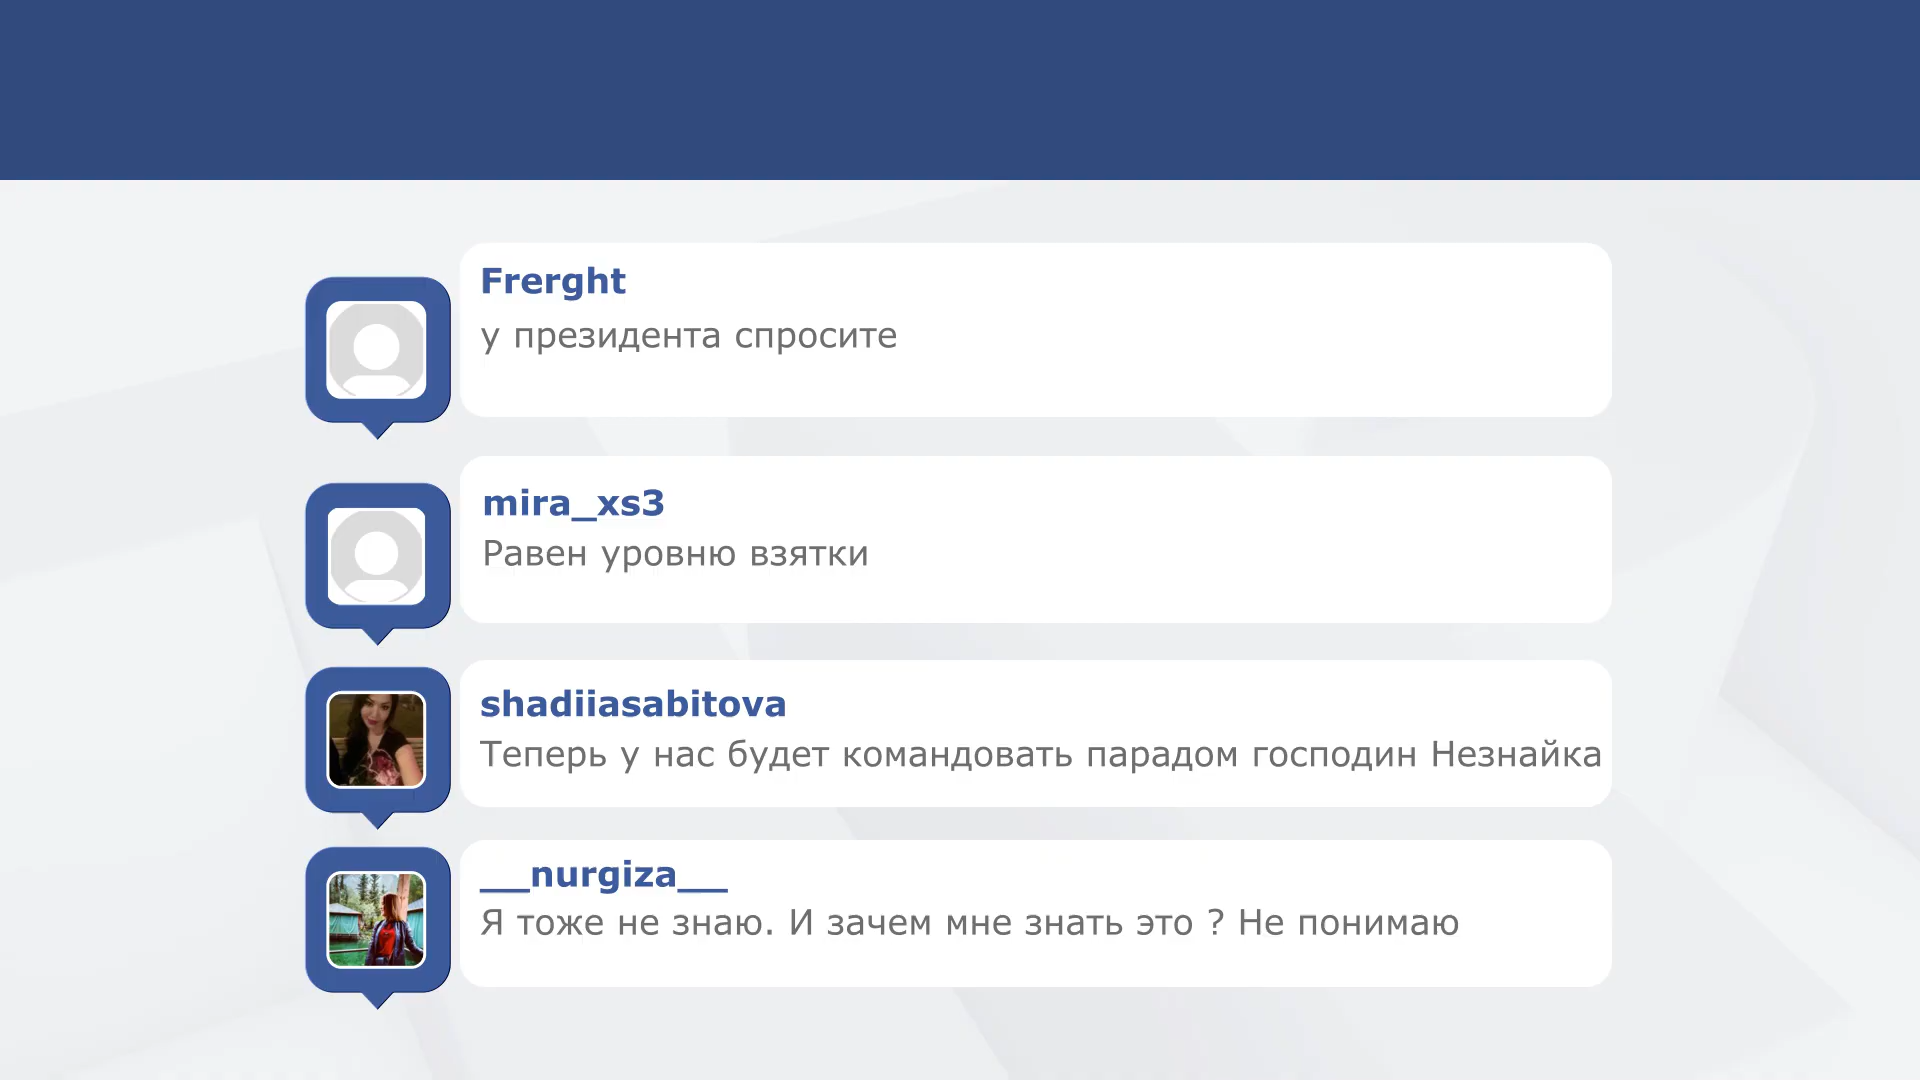 Frerght
у президента спросите
mira_xs3
Равен уровню взятки
shadiiasabitova
Теперь у нас будет командовать парадом господин Незнайка
__nurgiza__
Я тоже не знаю. И зачем мне знать это ? Не понимаю